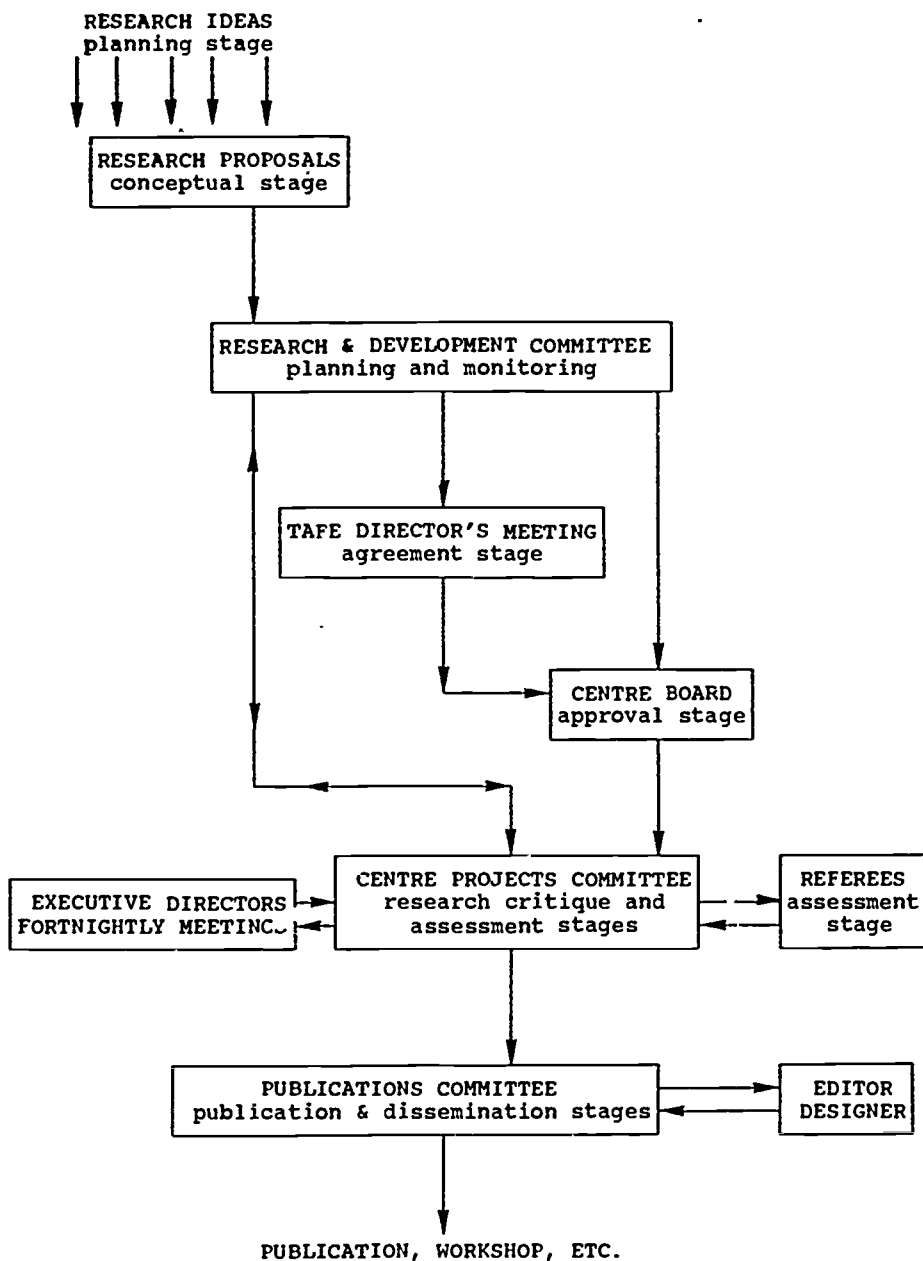 RESEARCH IDEAS
planning stage
RESEARCH PROPOSALS
conceptual stage
RESEARCH & DEVELOPMENT COMMITTEE
planning and monitoring
TAFE DIRECTOR'S MEETING
agreement stage
CENTRE BOARD
approval stage
CENTRE PROJECTS COMMITTEE
research critique and
assessment stages
EXECUTIVE DIRECTORS
FORTNIGHTLY
REFEREES
assessment
stage
PUBLICATIONS COMMITTEE
publication & dissemination stages
EDITOR
DESIGNER
PUBLICATION, WORKSHOP, ETC.